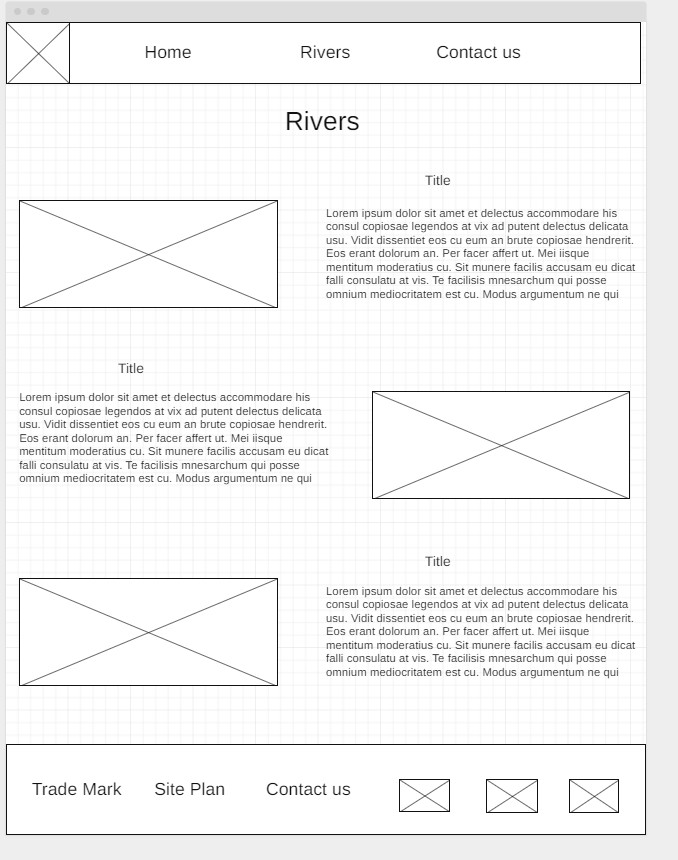 Home Rivers Contact us
Rivers
Title
Lorem ipsum dolor sit amet et delectus accommodare his
consul copiosae legendos at vix ad putent delectus delicata
usu. Vidit dissentiet eos cu eum an brute copiosae hendrerit.
Eos erant dolorum an. Per facer affert ut. Mei iisque
mentitum moderatius cu. Sit munere facilis accusam eu dicat
falli consulatu at vis. Te facilisis mnesarchum qui posse
omnium mediocritatem est cu. Modus argumentum ne qui
Title
Lorem ipsum dolor sit amet et delectus accommodare his
consul copiosae legendos at vix ad putent delectus delicata
usu. Vidit dissentiet eos cu eum an brute copiosae hendrerit.
Eos erant dolorum an. Per facer affert ut. Mei iisque
mentitum moderatius cu. Sit munere facilis accusam eu dicat
falli consulatu at vis. Te facilisis mnesarchum qui posse
omnium mediocritatem est cu. Modus argumentum ne qui
Title
Lorem ipsum dolor sit amet et delectus accommodare his
consul copiosae legendos at vix ad putent delectus delicata
usu. Vidit dissentiet eos cu eum an brute copiosae hendrerit.
Eos erant dolorum an. Per facer affert ut. Mei iisque
mentitum moderatius cu. Sit munere facilis accusam eu dicat
falli consulatu at vis. Te facilisis mnesarchum qui posse
omnium mediocritatem est cu. Modus argumentum ne qui
Trade Mark Site Plan Contact us